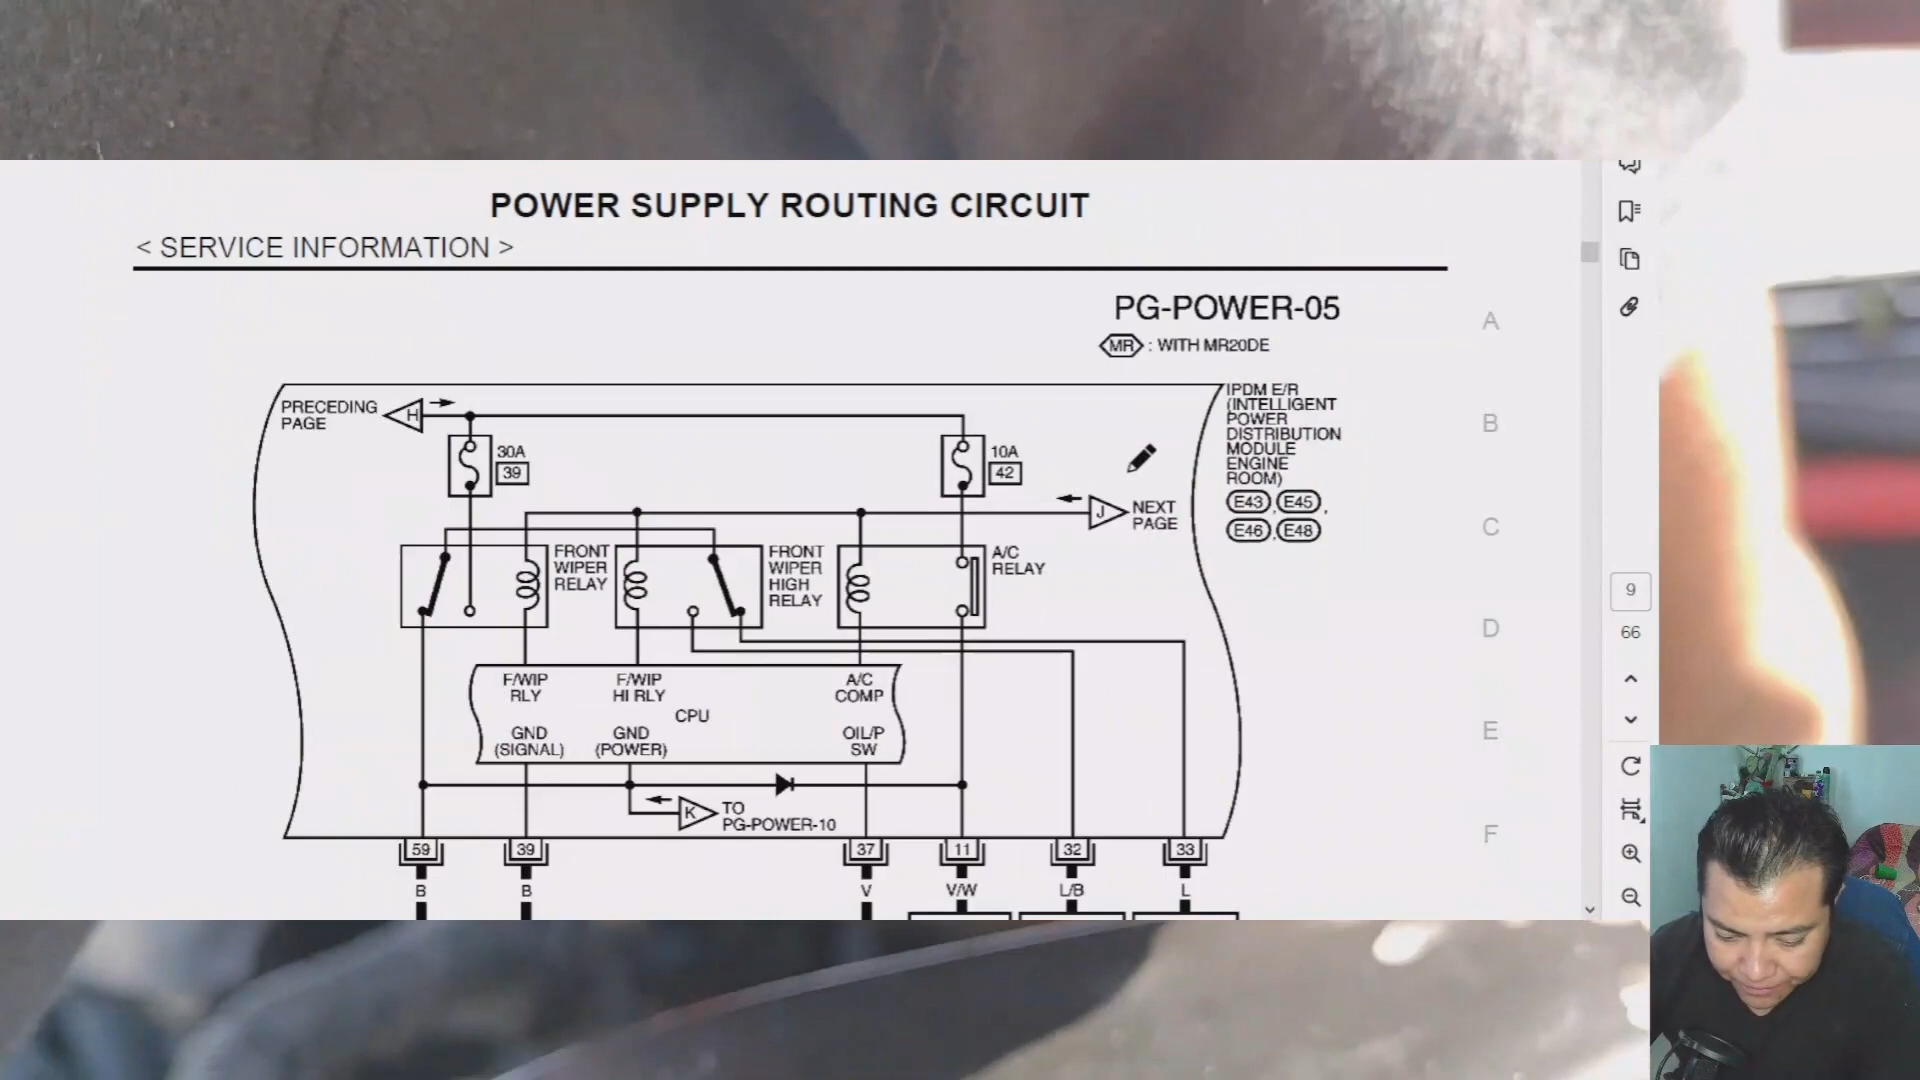 POWER SUPPLY ROUTING CIRCUIT
< SERVICE INFORMATION >
PG-POWER-05
MR : WITH MR20DE
A
B
C
D
E
F
PRECEDING
PAGE
H
30A
39
10A
42
J
NEXT
PAGE
IPDM E/R
(INTELLIGENT
POWER
DISTRIBUTION
MODULE
ENGINE
ROOM)
E43 , E45 ,
E46 , E48
FRONT
WIPER
RELAY
FRONT
WIPER
HIGH
RELAY
A/C
RELAY
F/WIP
RLY
F/WIP
HI RLY
A/C
COMP
CPU
GND
(SIGNAL)
GND
(POWER)
OIL/P
SW
K
TO
PG-POWER-10
59
39
37
11
32
33
B
B
V
V/W
L/B
L
9
66